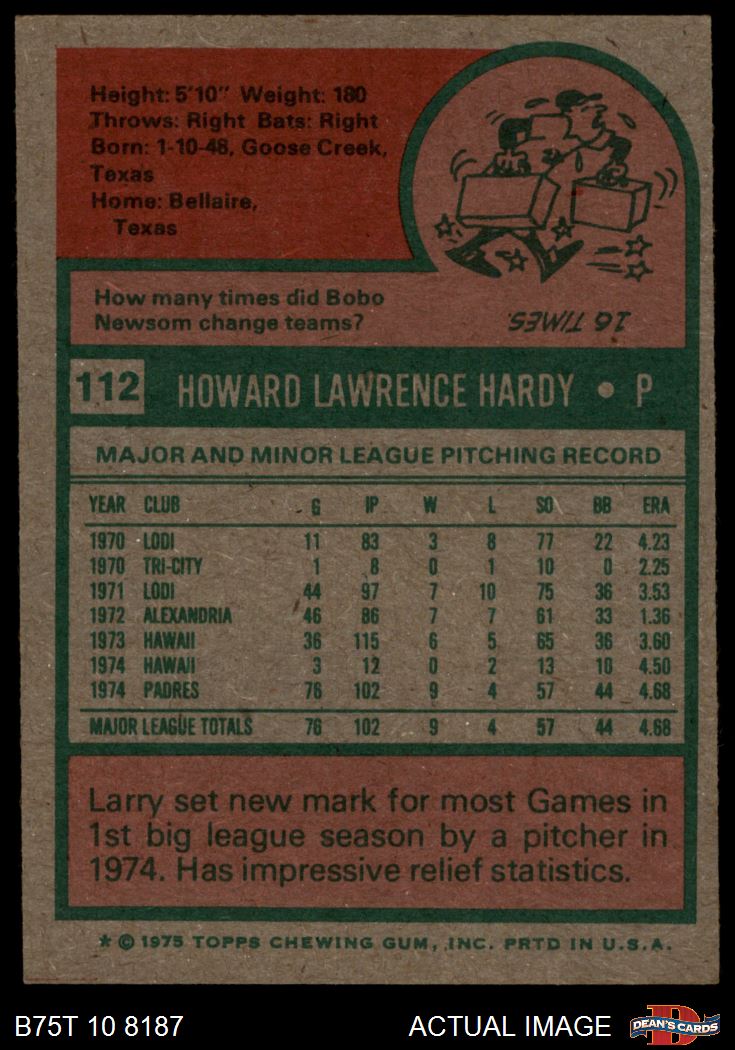 Height: 5'10" Weight: 180
Throws: Right Bats: Right
Born: 1-10-48, Goose Creek,
Texas
Home: Bellaire,
Texas
How many times did Bobo
Newsom change teams?
16 TIMES.
112 HOWARD LAWRENCE HARDY • P
MAJOR AND MINOR LEAGUE PITCHING RECORD
YEAR CLUB G IP W L SO BB ERA
1970 LODI 11 83 3 8 77 22 4.23
1970 TRI-CITY 1 8 0 1 10 0 2.25
1971 LODI 44 97 7 10 75 36 3.53
1972 ALEXANDRIA 46 86 7 7 61 33 1.36
1973 HAWAII 36 115 6 5 65 36 3.60
1974 HAWAII 3 12 0 2 13 10 4.50
1974 PADRES 76 102 9 4 57 44 4.68
MAJOR LEAGUE TOTALS 76 102 9 4 57 44 4.68
Larry set new mark for most Games in
1st big league season by a pitcher in
1974. Has impressive relief statistics.
* © 1975 TOPPS CHEWING GUM, INC. PRTD IN U.S.A.
B75T 10 8187 ACTUAL IMAGE DEAN'S CARDS